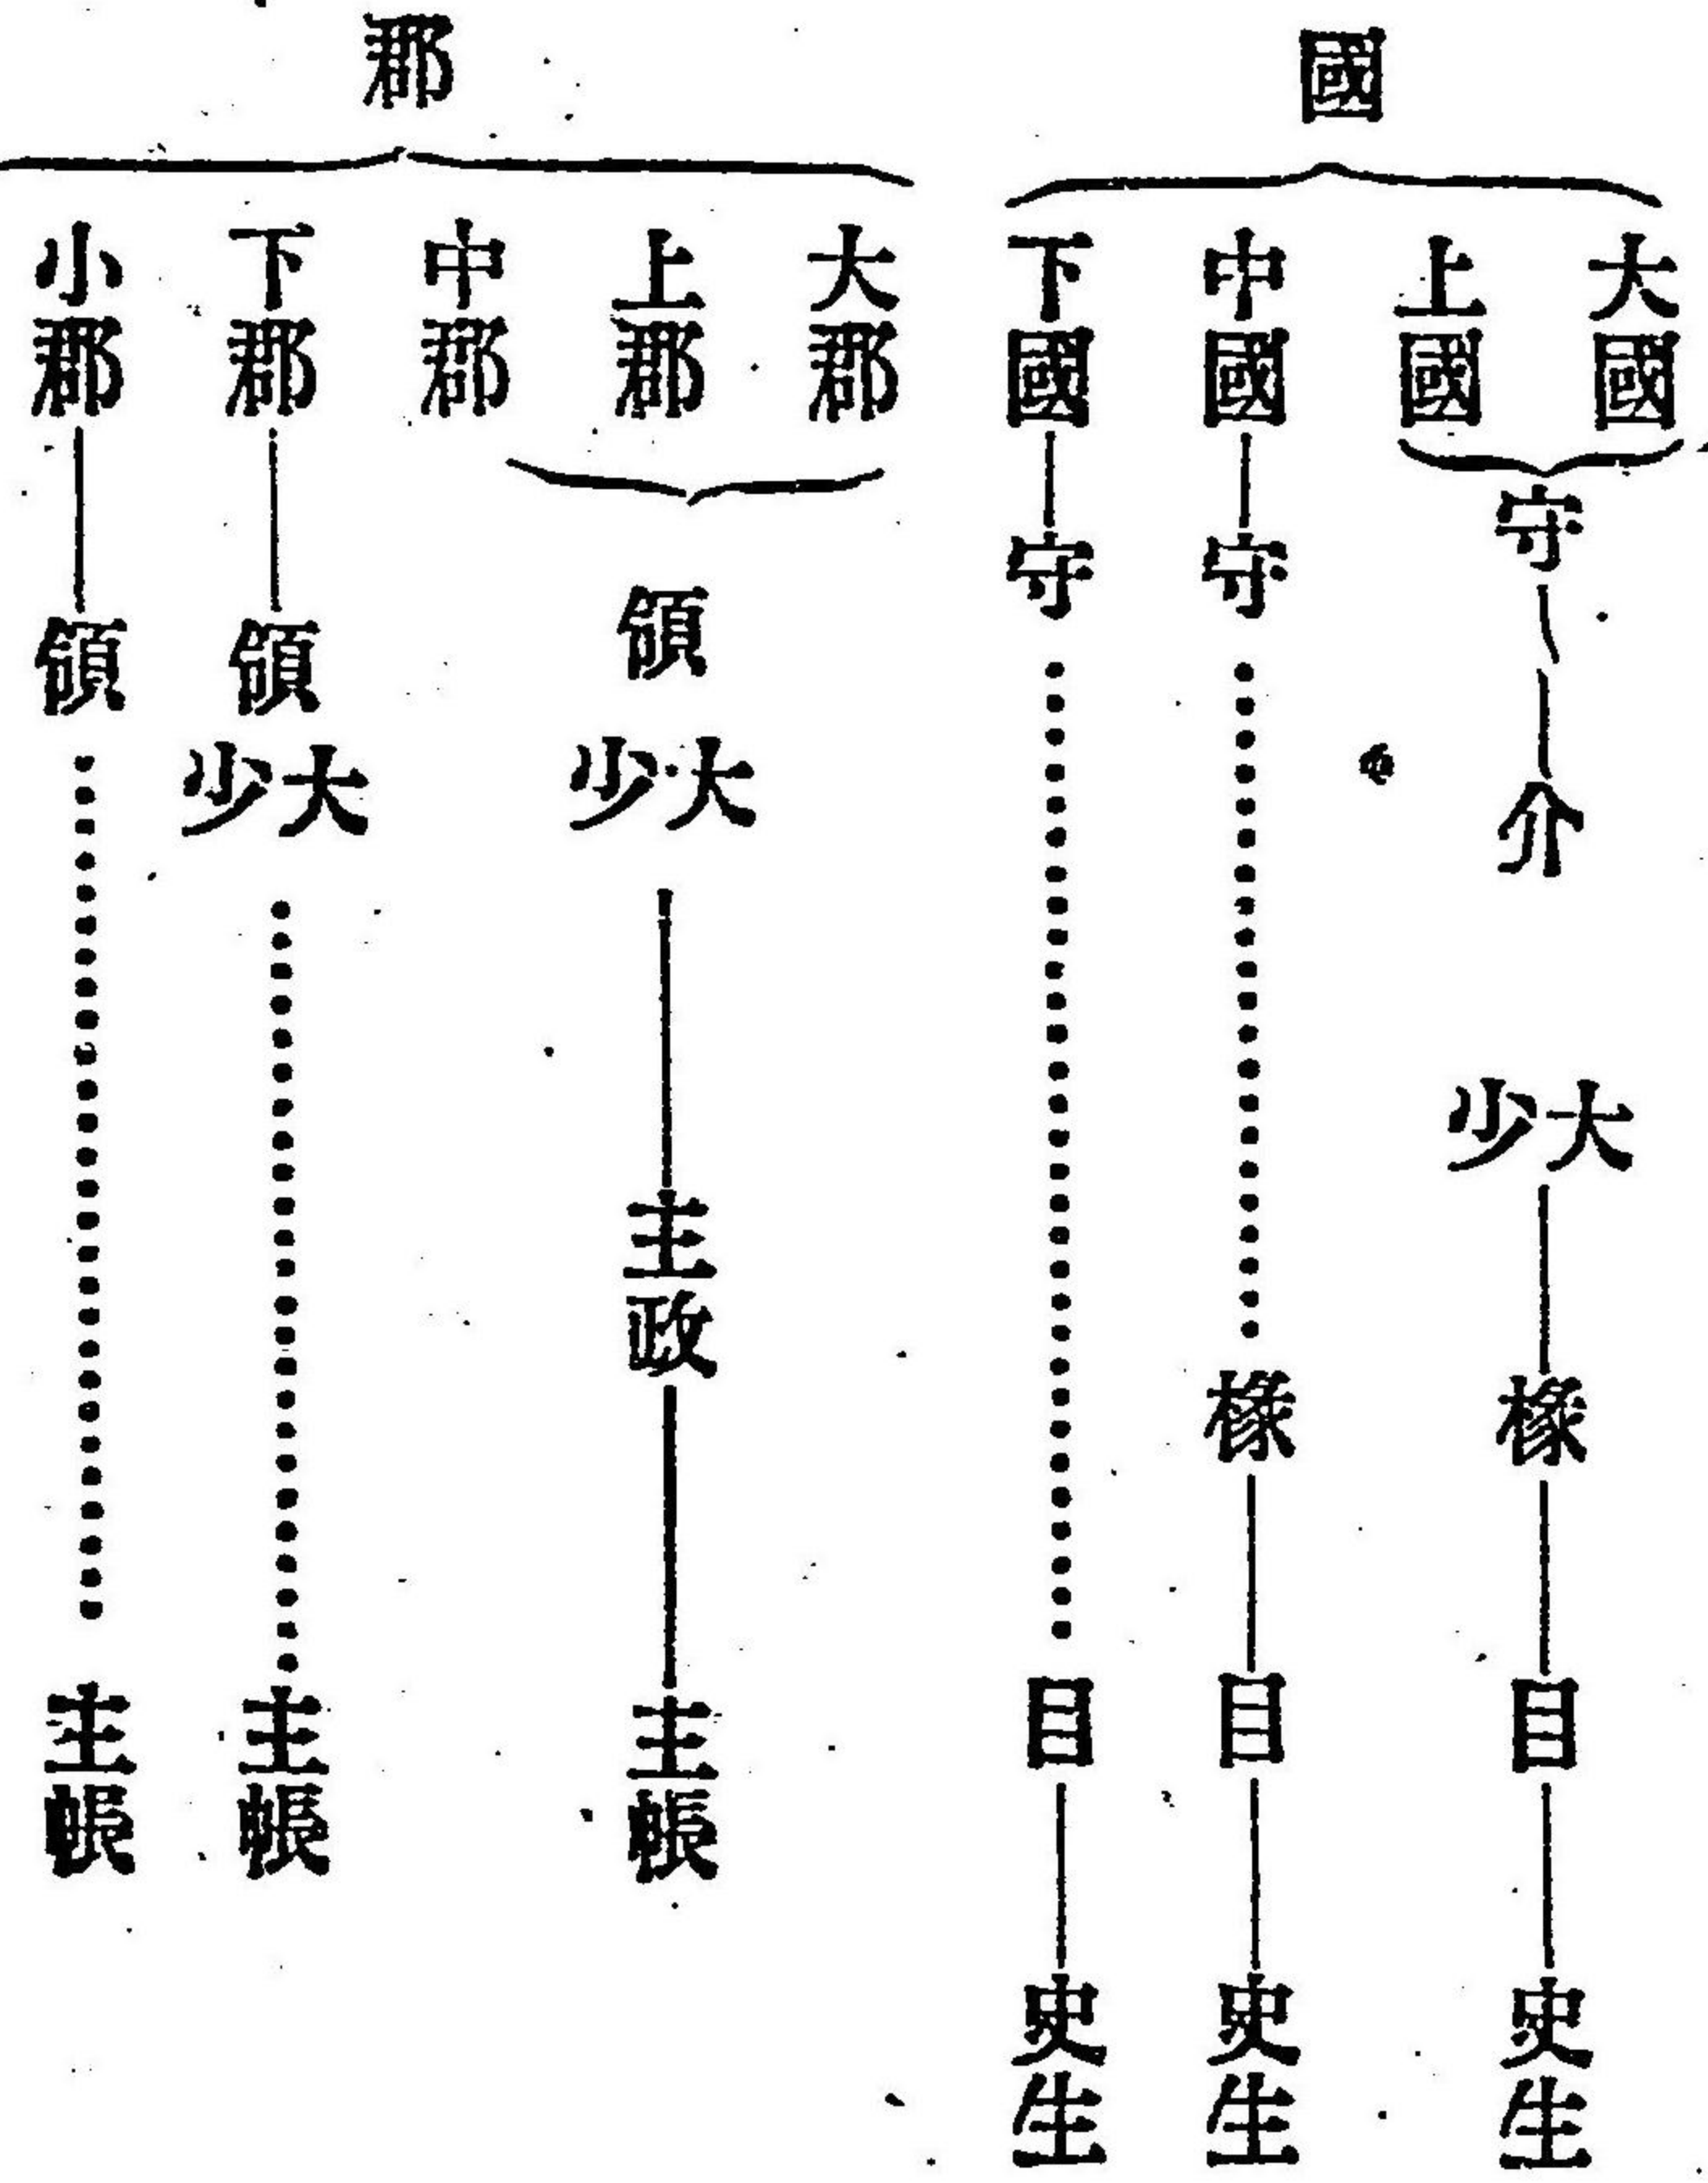 國
大國
上國
守
介
大少
椽
目
史生
中國
守
椽
目
史生
下國
守
目
史生
郡
大郡
上郡
中郡
領
大少
主政
主帳
下郡
領
大少
主帳
小郡
領
主帳